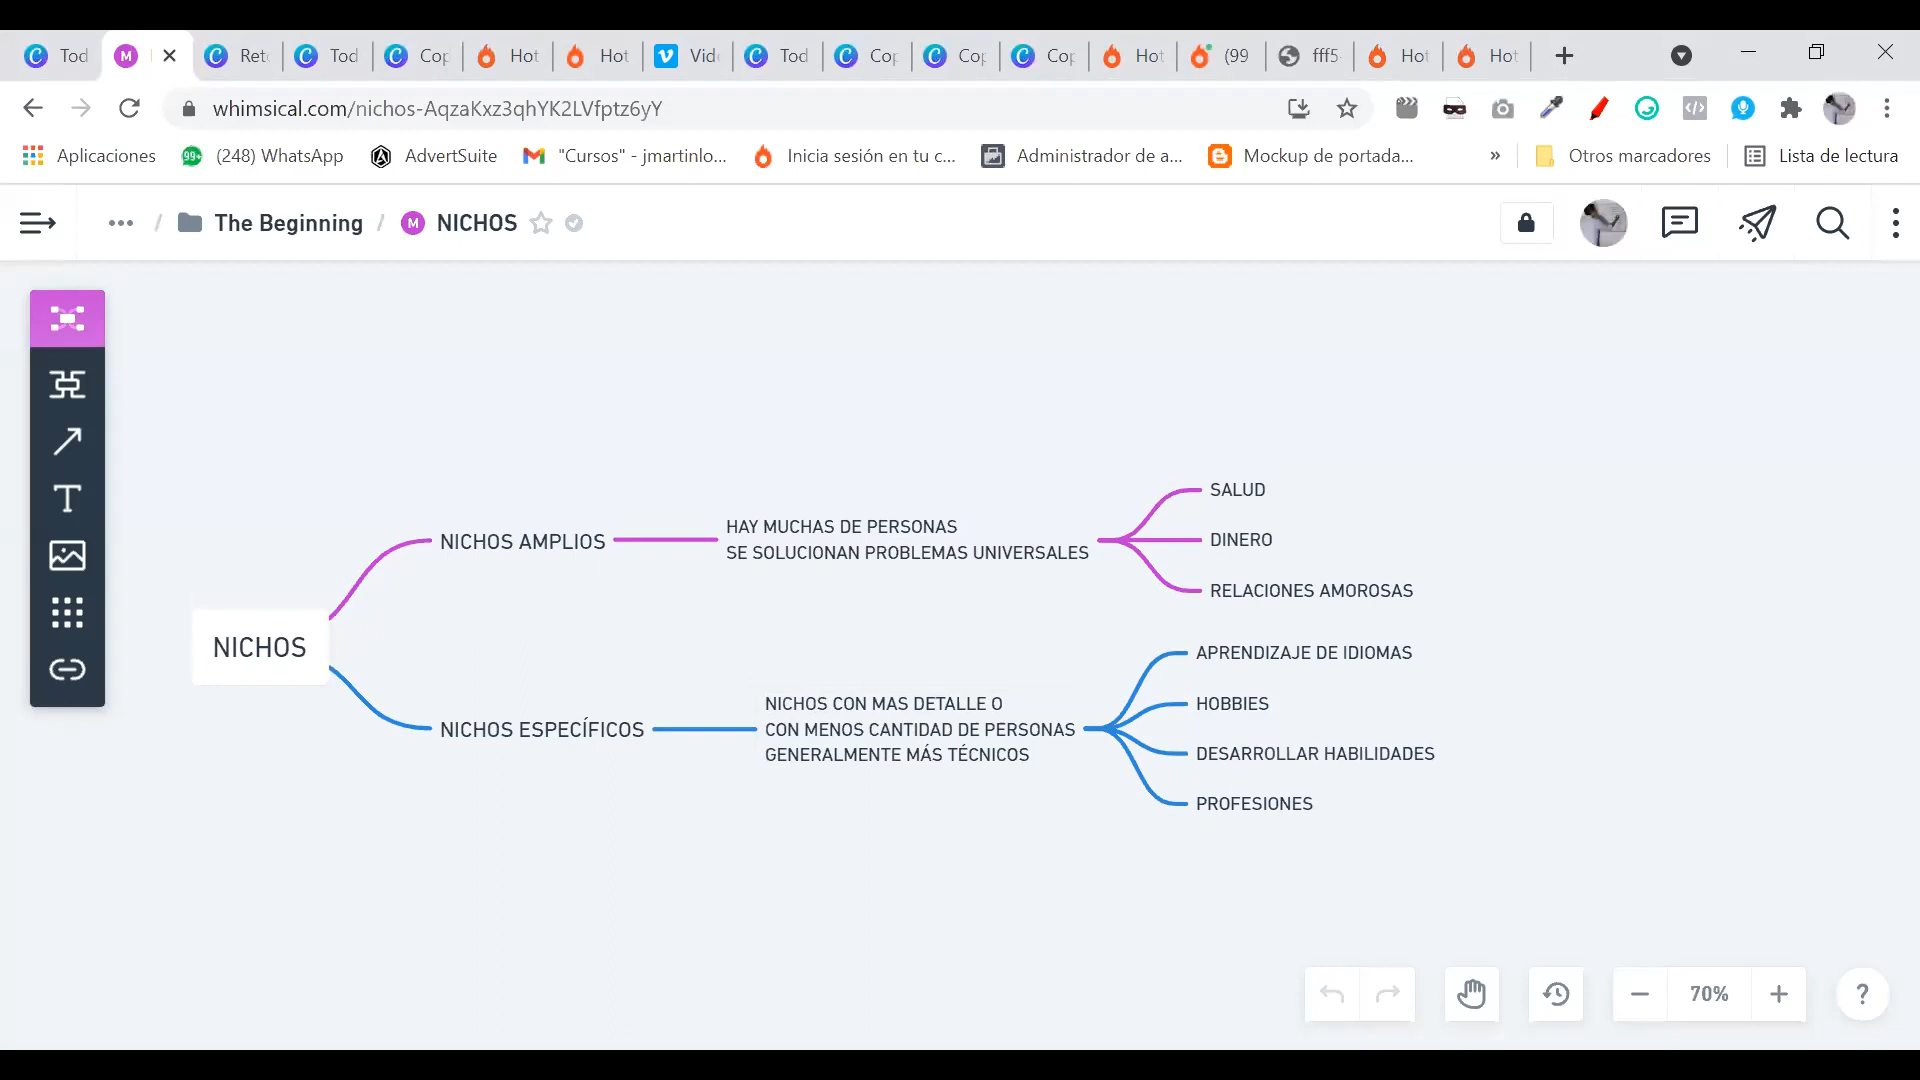 Tod
M
Ret
Tod
Cop
Hot
Hot
Vid
Tod
Cop
Cop
Cop
Hot
(99
fff5
Hot
Hot
whimsical.com/nichos-AqzaKxz3qhYK2LVfptz6yY
Aplicaciones
99+
(248) WhatsApp
AdvertSuite
"Cursos" - jmartinlo...
Inicia sesión en tu c...
Administrador de a...
Mockup de portada...
»
Otros marcadores
Lista de lectura
... / The Beginning / M NICHOS
SALUD
HAY MUCHAS DE PERSONAS
NICHOS AMPLIOS
SE SOLUCIONAN PROBLEMAS UNIVERSALES
DINERO
RELACIONES AMOROSAS
NICHOS
APRENDIZAJE DE IDIOMAS
NICHOS CON MAS DETALLE O
HOBBIES
NICHOS ESPECÍFICOS
CON MENOS CANTIDAD DE PERSONAS
GENERALMENTE MÁS TÉCNICOS
DESARROLLAR HABILIDADES
PROFESIONES
70%
?